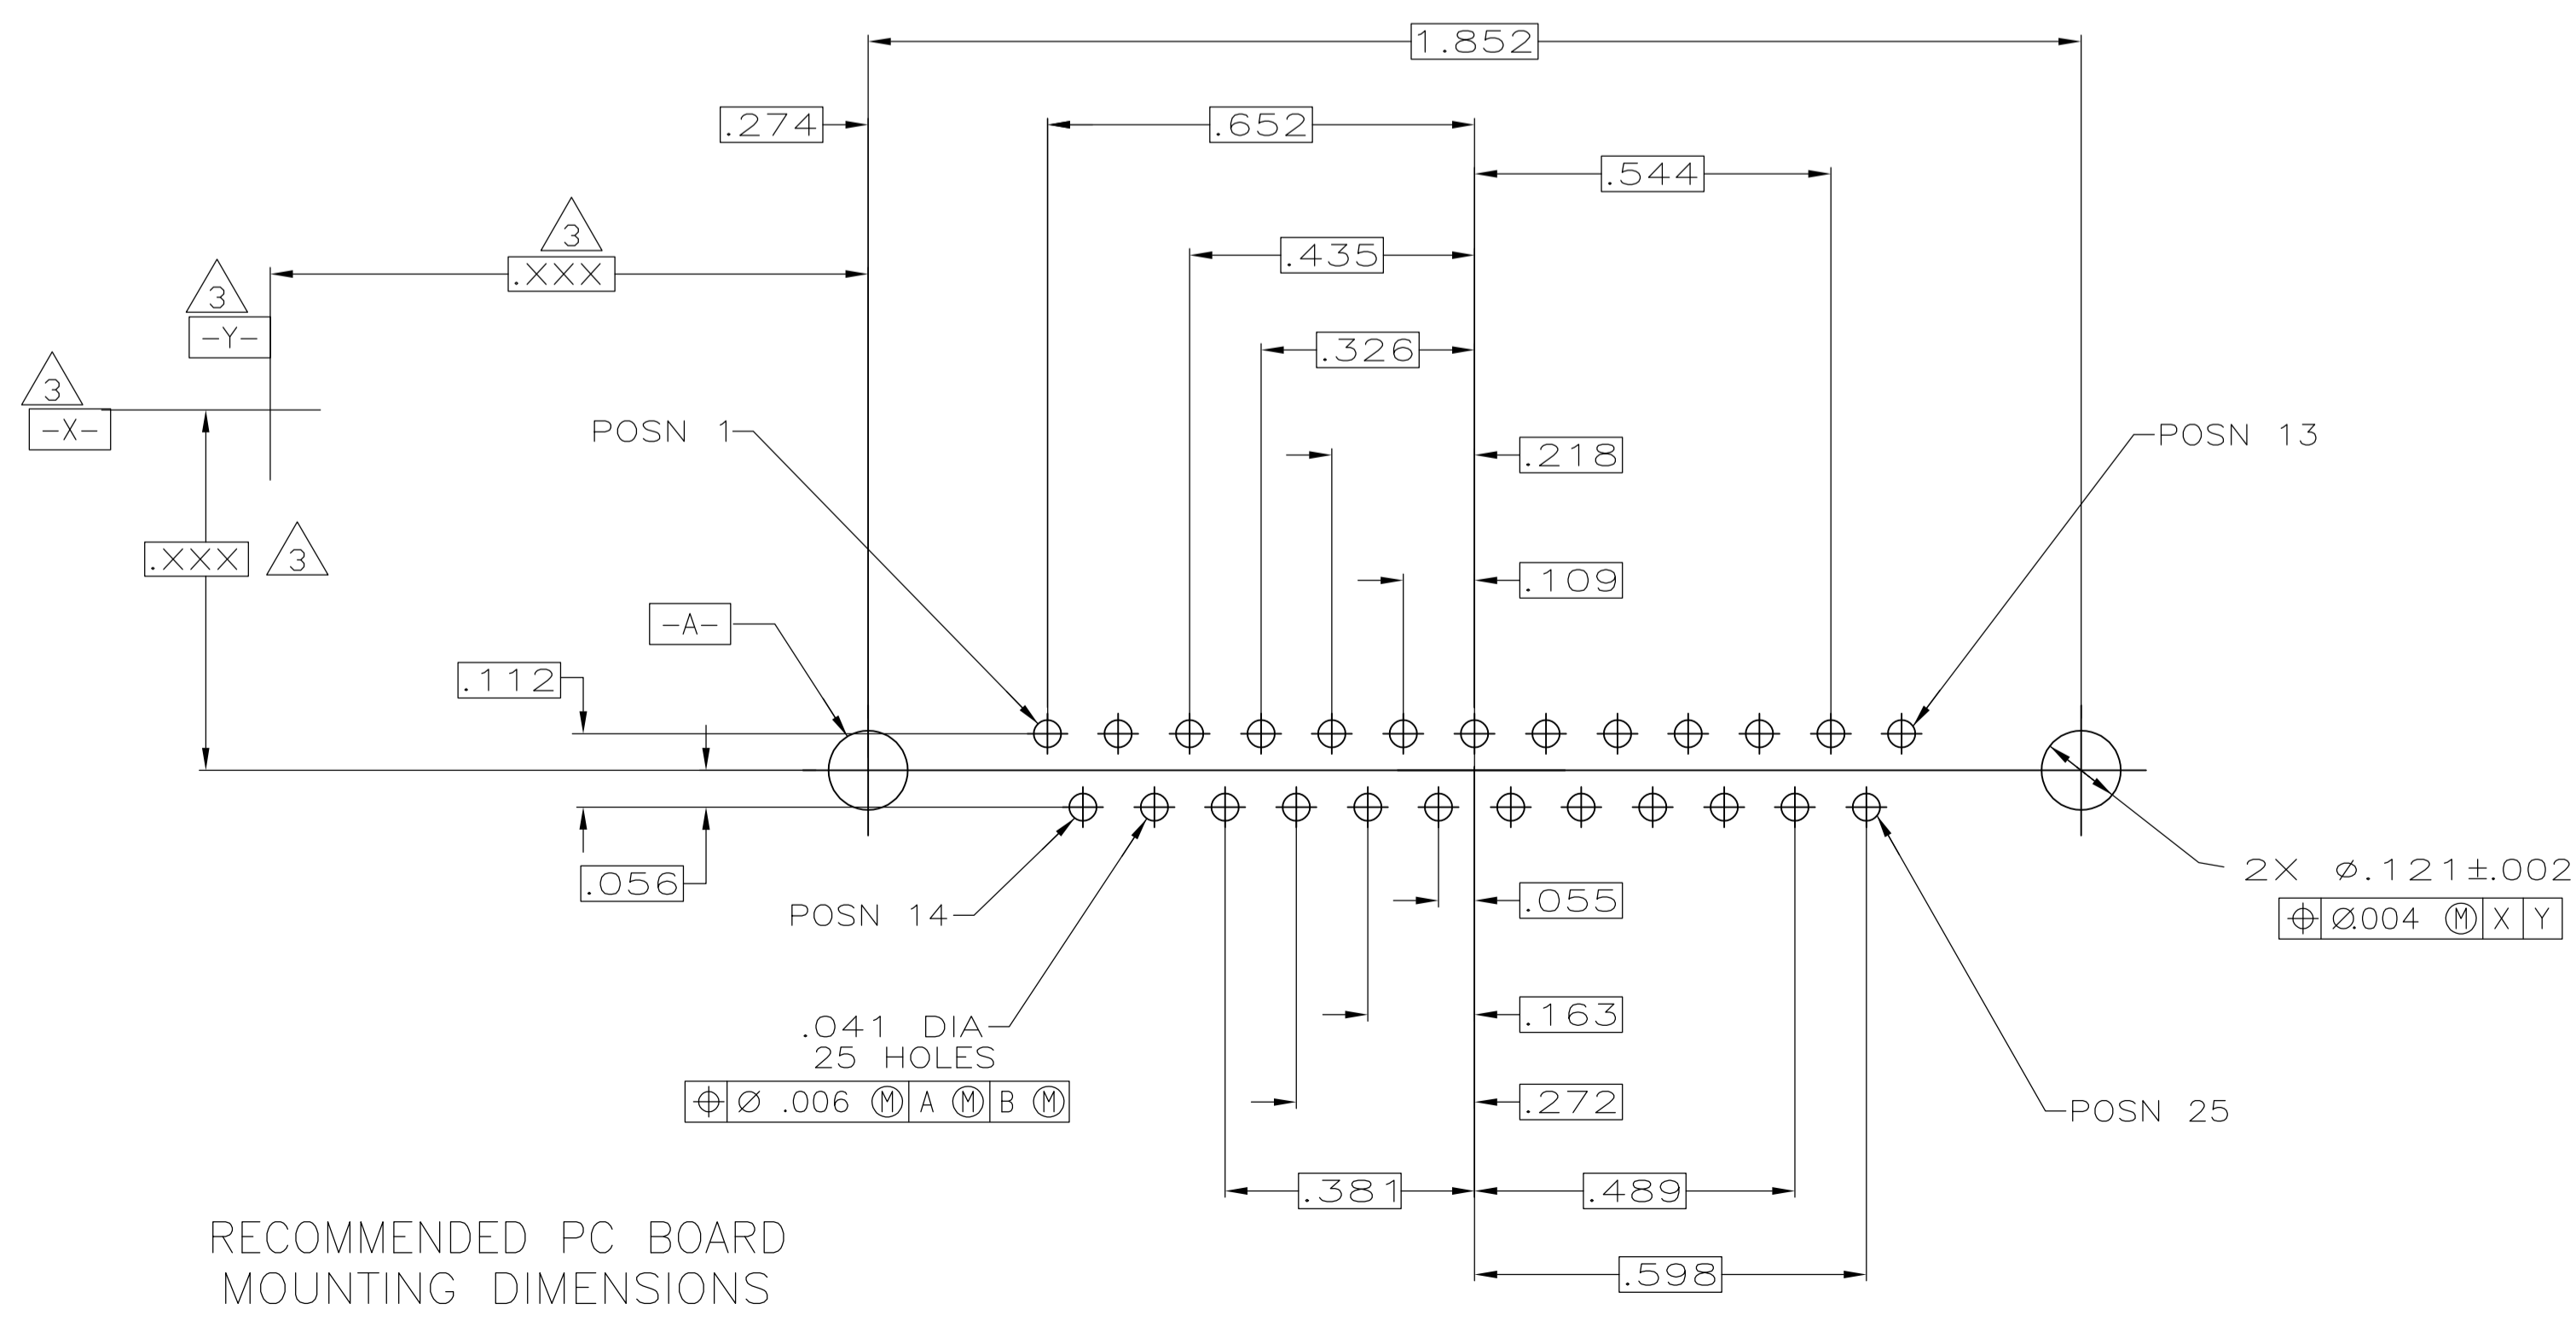 1.852
.274
.652
.544
3
.435
.XXX
3
-Y-
.326
3
-X-
POSN 1
.218
POSN 13
.XXX
3
.109
-A-
.112
.056
POSN 14
.055
2X ⌀.121±.002
⌖ ⌀.004 Ⓜ X Y
.041 DIA
25 HOLES
⌖ ⌀ .006 Ⓜ A Ⓜ B Ⓜ
.163
.272
POSN 25
.381
.489
.598
RECOMMENDED PC BOARD
MOUNTING DIMENSIONS